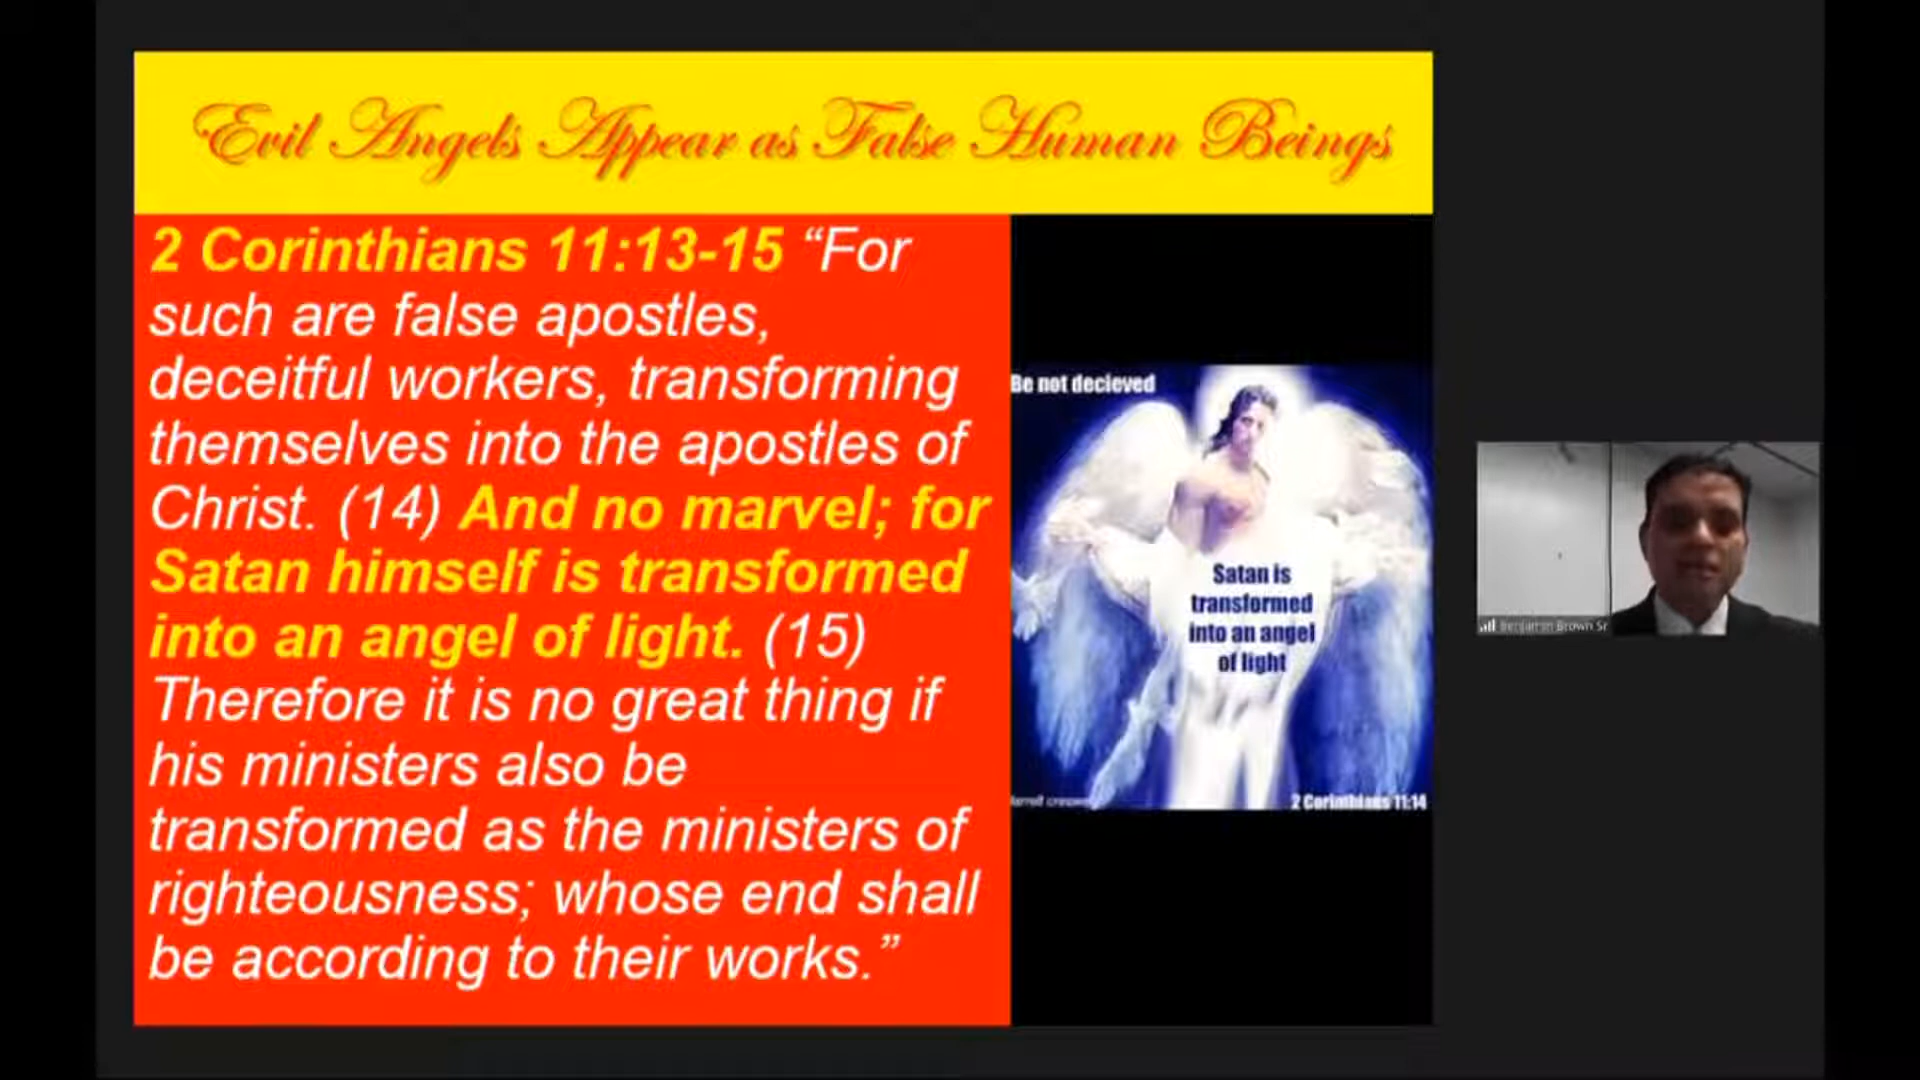 Evil Angels Appear as False Human Beings
2 Corinthians 11:13-15 “For
such are false apostles,
deceitful workers, transforming
themselves into the apostles of
Christ. (14) And no marvel; for
Satan himself is transformed
into an angel of light. (15)
Therefore it is no great thing if
his ministers also be
transformed as the ministers of
righteousness; whose end shall
be according to their works.”
Be not decieved
Satan is
transformed
into an angel
of light
2 Corinthians 11:14
Benjamin Brown Sr